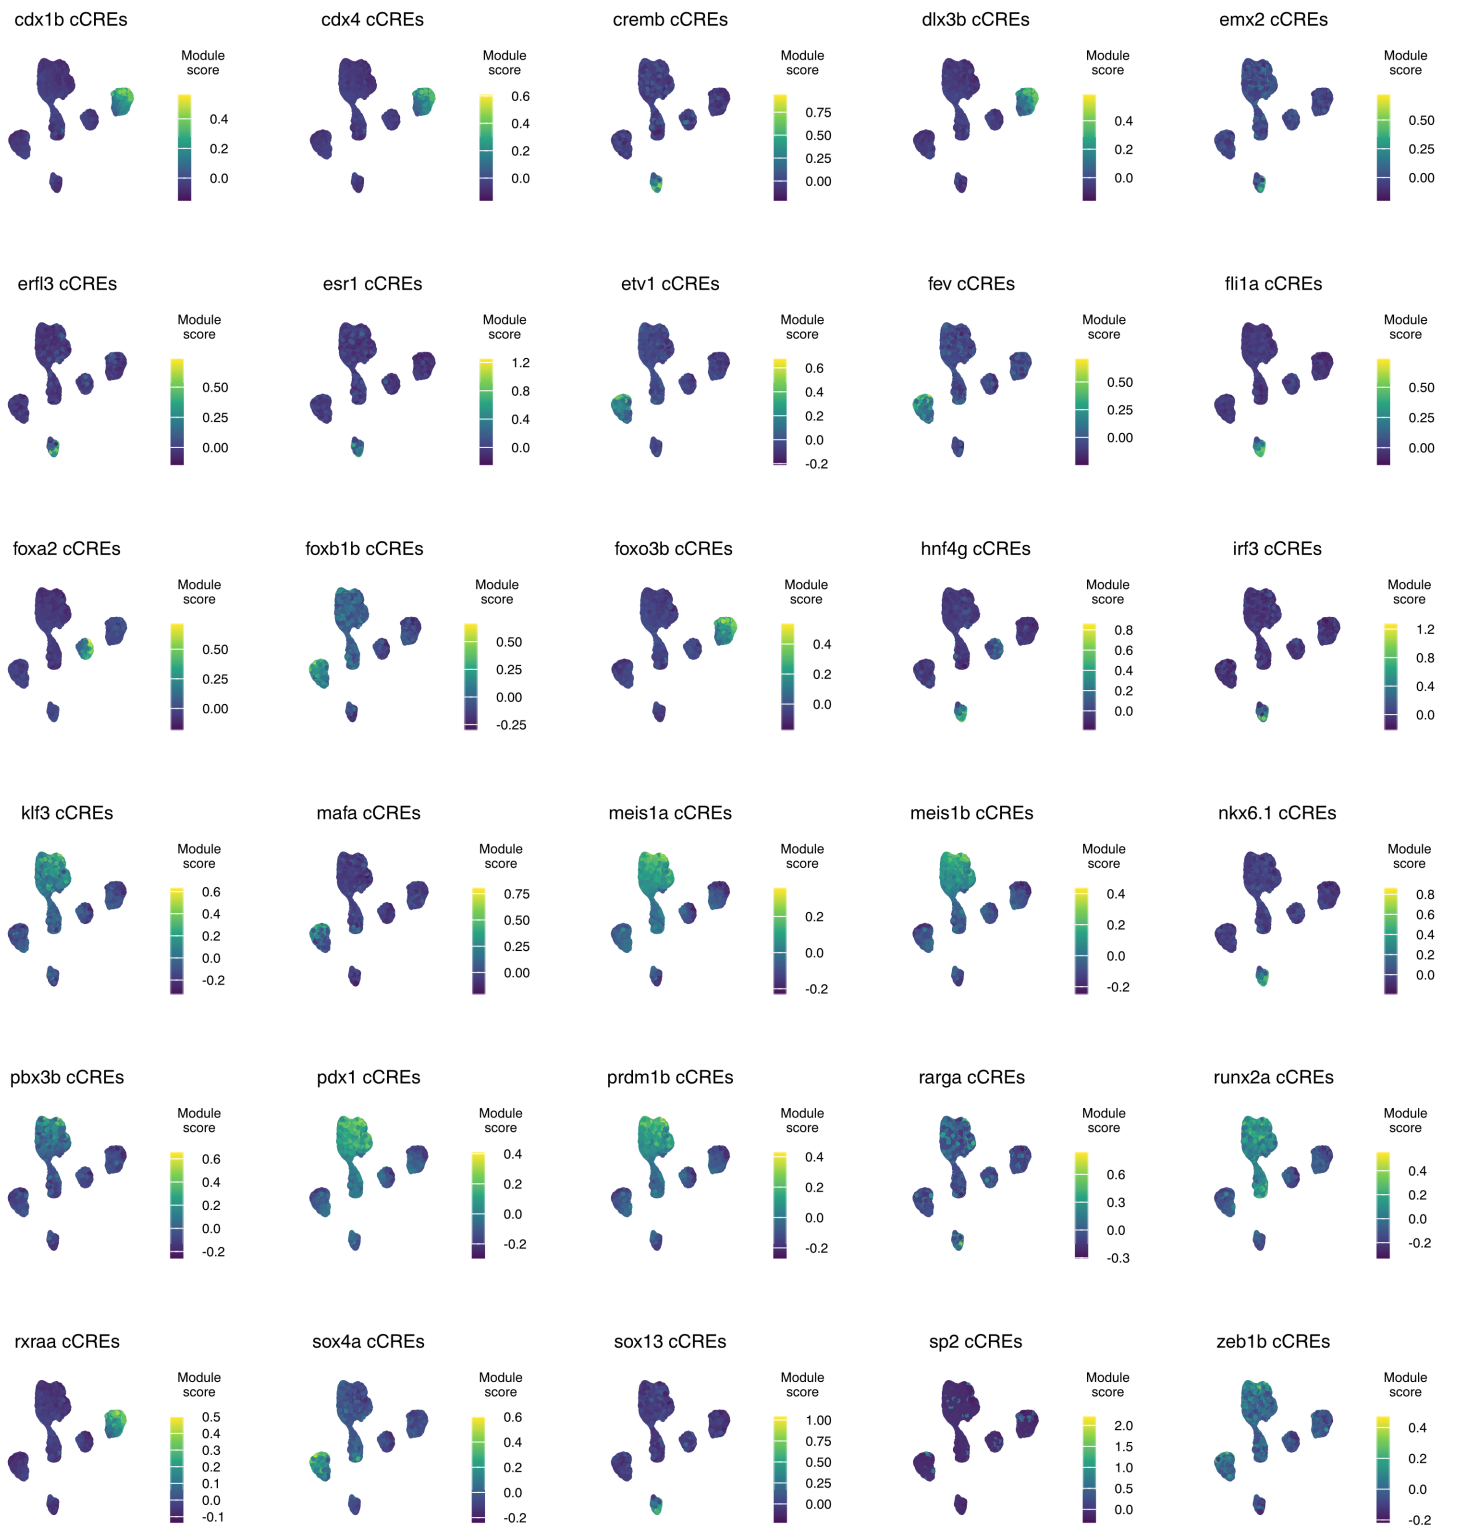 cdx1b cCREs
Module
score
0.4
0.2
0.0
cdx4 cCREs
Module
score
0.6
0.4
0.2
0.0
cremb cCREs
Module
score
0.75
0.50
0.25
0.00
dlx3b cCREs
Module
score
0.4
0.2
0.0
emx2 cCREs
Module
score
0.50
0.25
0.00
erfl3 cCREs
Module
score
0.50
0.25
0.00
esr1 cCREs
Module
score
1.2
0.8
0.4
0.0
etv1 cCREs
Module
score
0.6
0.4
0.2
0.0
-0.2
fev cCREs
Module
score
0.50
0.25
0.00
fli1a cCREs
Module
score
0.50
0.25
0.00
foxa2 cCREs
Module
score
0.50
0.25
0.00
foxb1b cCREs
Module
score
0.50
0.25
0.00
-0.25
foxo3b cCREs
Module
score
0.4
0.2
0.0
hnf4g cCREs
Module
score
0.8
0.6
0.4
0.2
0.0
irf3 cCREs
Module
score
1.2
0.8
0.4
0.0
klf3 cCREs
Module
score
0.6
0.4
0.2
0.0
-0.2
mafa cCREs
Module
score
0.75
0.50
0.25
0.00
meis1a cCREs
Module
score
0.2
0.0
-0.2
meis1b cCREs
Module
score
0.4
0.2
0.0
-0.2
nkx6.1 cCREs
Module
score
0.8
0.6
0.4
0.2
0.0
pbx3b cCREs
Module
score
0.6
0.4
0.2
0.0
-0.2
pdx1 cCREs
Module
score
0.4
0.2
0.0
-0.2
prdm1b cCREs
Module
score
0.4
0.2
0.0
-0.2
rarga cCREs
Module
score
0.6
0.3
0.0
-0.3
runx2a cCREs
Module
score
0.4
0.2
0.0
-0.2
rxraa cCREs
Module
score
0.5
0.4
0.3
0.2
0.1
0.0
-0.1
sox4a cCREs
Module
score
0.6
0.4
0.2
0.0
-0.2
sox13 cCREs
Module
score
1.00
0.75
0.50
0.25
0.00
sp2 cCREs
Module
score
2.0
1.5
1.0
0.5
0.0
zeb1b cCREs
Module
score
0.4
0.2
0.0
-0.2